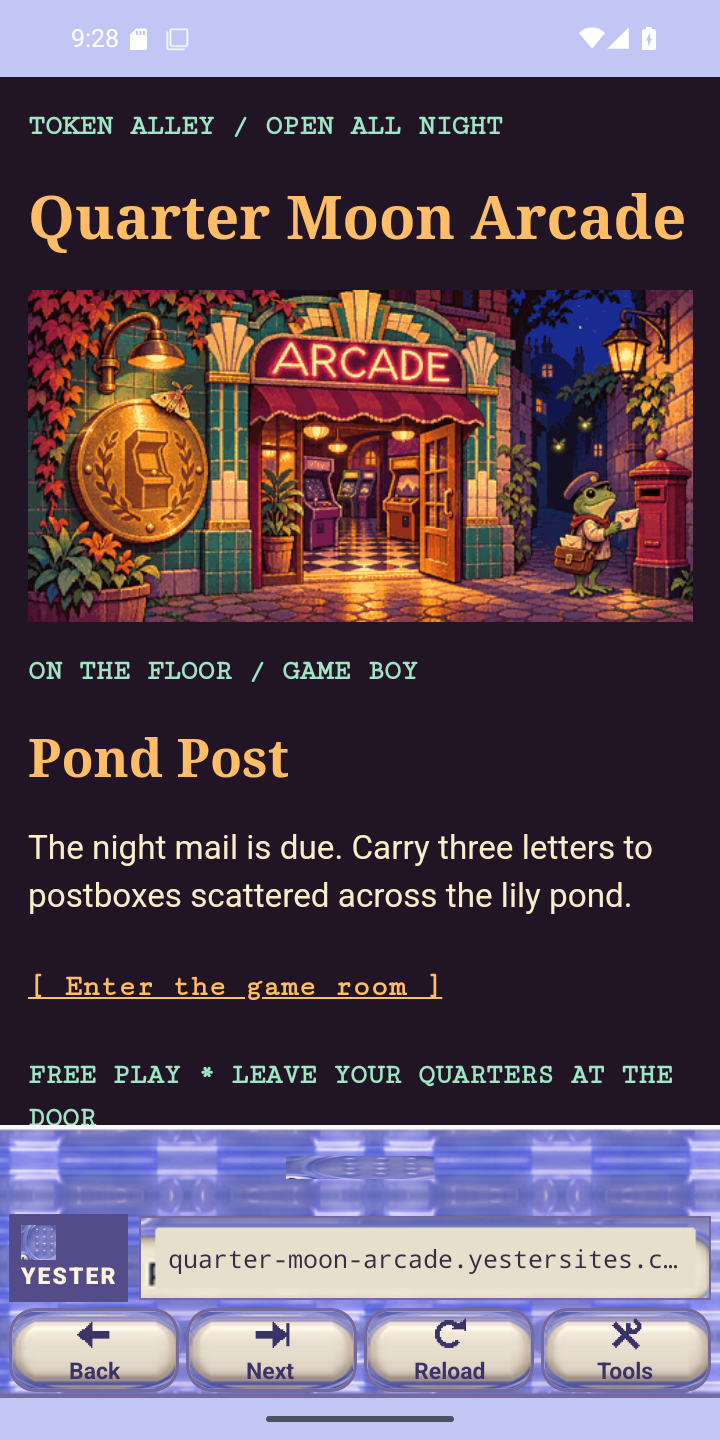 9:28
TOKEN ALLEY / OPEN ALL NIGHT
Quarter Moon Arcade
ARCADE
ON THE FLOOR / GAME BOY
Pond Post
The night mail is due. Carry three letters to
postboxes scattered across the lily pond.
[ Enter the game room ]
FREE PLAY * LEAVE YOUR QUARTERS AT THE
DOOR
YESTER
quarter-moon-arcade.yestersites.c…
Back
Next
Reload
Tools